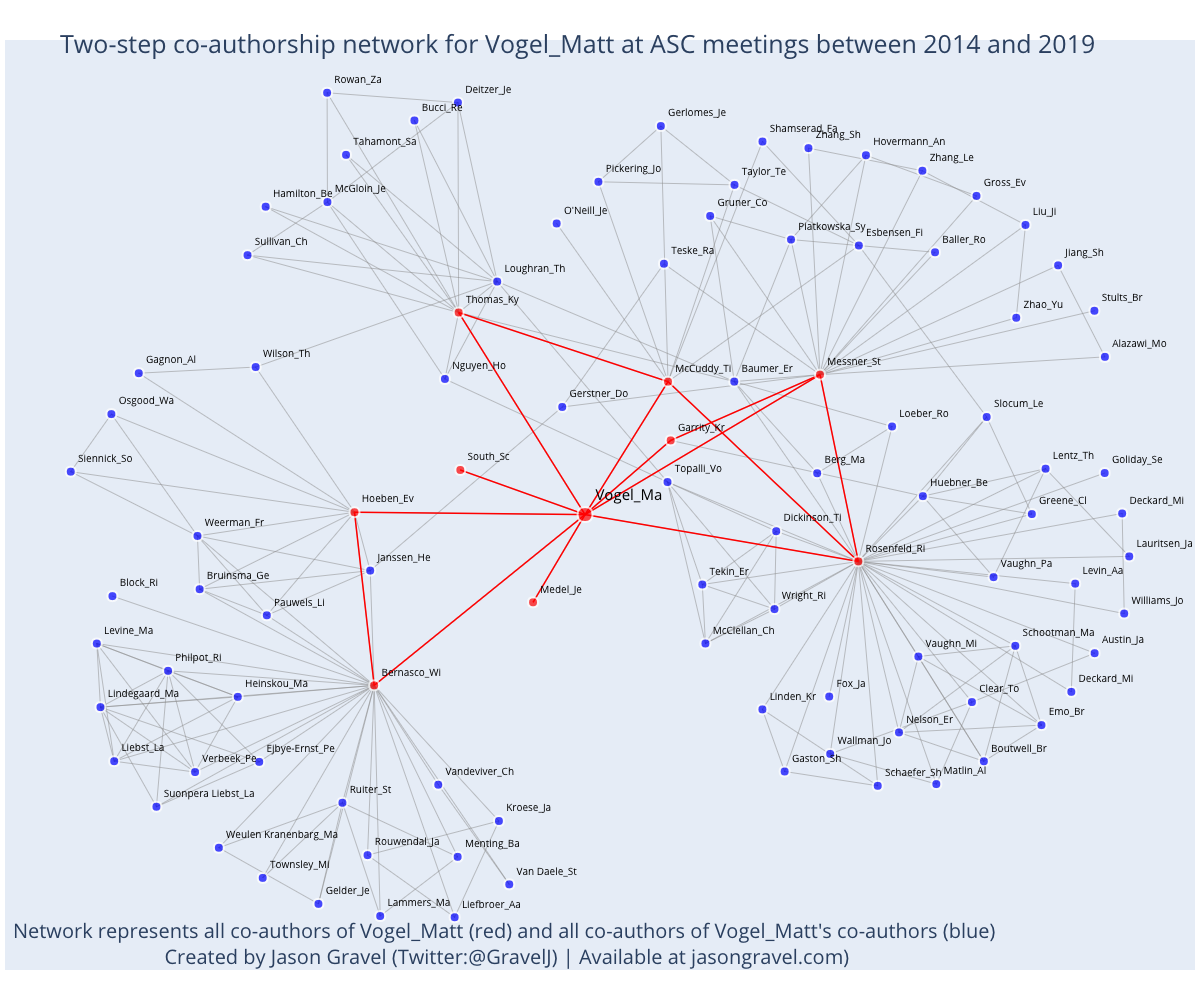 Two-step co-authorship network for Vogel_Matt at ASC meetings between 2014 and 2019
Rowan_Za
Deitzer_Je
Bucci_Re
Gerlomes_Je
Shamserad_Fa
Zhang_Sh
Hovermann_An
Tahamont_Sa
Zhang_Le
Pickering_Jo
Taylor_Te
Gross_Ev
Hamilton_Be
McGloin_Je
O'Neill_Je
Gruner_Co
Liu_Ji
Piatkowska_Sy
Esbensen_Fi
Sullivan_Ch
Teske_Ra
Baller_Ro
Jiang_Sh
Loughran_Th
Thomas_Ky
Zhao_Yu
Stults_Br
Alazawi_Mo
Gagnon_Al
Wilson_Th
Nguyen_Ho
McCuddy_Ti
Baumer_Er
Messner_St
Gerstner_Do
Osgood_Wa
Slocum_Le
Loeber_Ro
Garrity_Kr
Siennick_So
South_Sc
Topalli_Vo
Berg_Ma
Lentz_Th
Goliday_Se
Vogel_Ma
Huebner_Be
Hoeben_Ev
Greene_Cl
Deckard_Mi
Weerman_Fr
Dickinson_Ti
Lauritsen_Ja
Janssen_He
Rosenfeld_Ri
Bruinsma_Ge
Tekin_Er
Vaughn_Pa
Levin_Aa
Block_Ri
Medel_Je
Pauwels_Li
Wright_Ri
Williams_Jo
Levine_Ma
McClellan_Ch
Schootman_Ma
Austin_Ja
Vaughn_Mi
Philpot_Ri
Bernasco_Wi
Heinskou_Ma
Fox_Ja
Clear_To
Deckard_Mi
Lindegaard_Ma
Linden_Kr
Emo_Br
Nelson_Er
Wallman_Jo
Liebst_La
Verbeek_Pe
Ejbye-Ernst_Pe
Boutwell_Br
Gaston_Sh
Vandeviver_Ch
Schaefer_Sh
Matlin_Al
Suonpera Liebst_La
Ruiter_St
Kroese_Ja
Weulen Kranenbarg_Ma
Rouwendal_Ja
Menting_Ba
Townsley_Mi
Van Daele_St
Gelder_Je
Lammers_Ma
Liefbroer_Aa
Network represents all co-authors of Vogel_Matt (red) and all co-authors of Vogel_Matt's co-authors (blue)
Created by Jason Gravel (Twitter:@GravelJ) | Available at jasongravel.com)